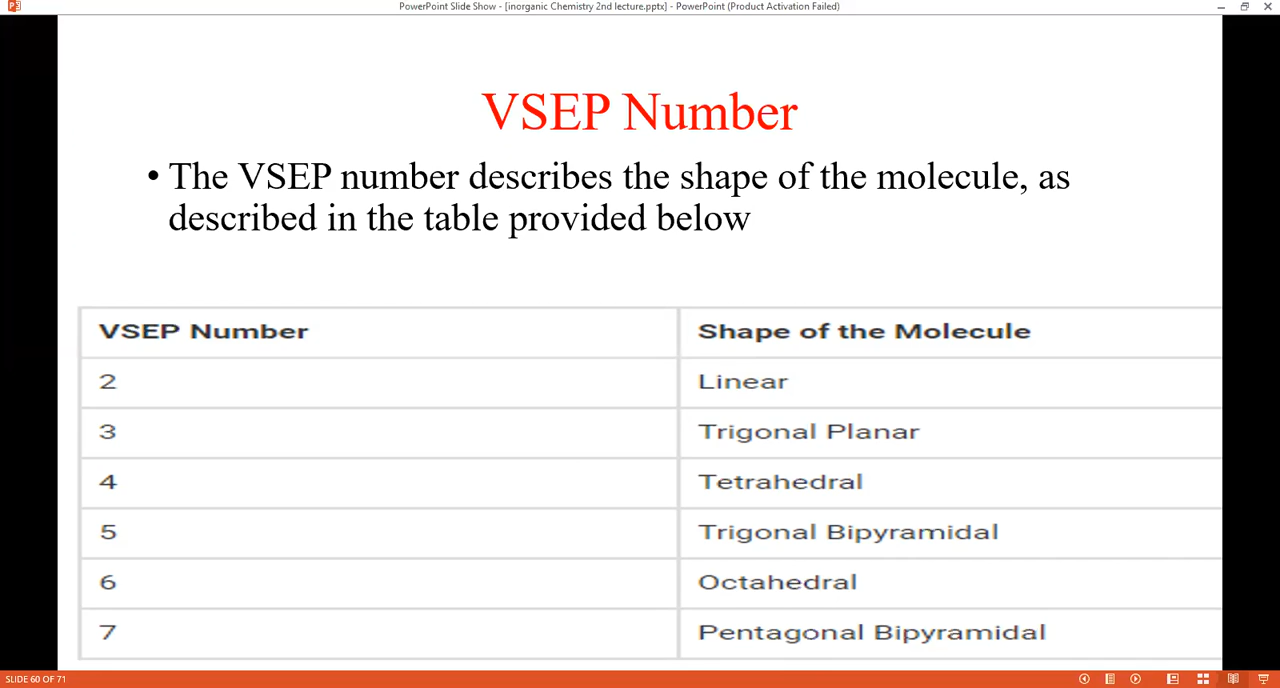 PowerPoint Slide Show - [inorganic Chemistry 2nd lecture.pptx] - PowerPoint (Product Activation Failed)
VSEP Number
• The VSEP number describes the shape of the molecule, as
described in the table provided below
VSEP Number Shape of the Molecule
2 Linear
3 Trigonal Planar
4 Tetrahedral
5 Trigonal Bipyramidal
6 Octahedral
7 Pentagonal Bipyramidal
SLIDE 60 OF 71